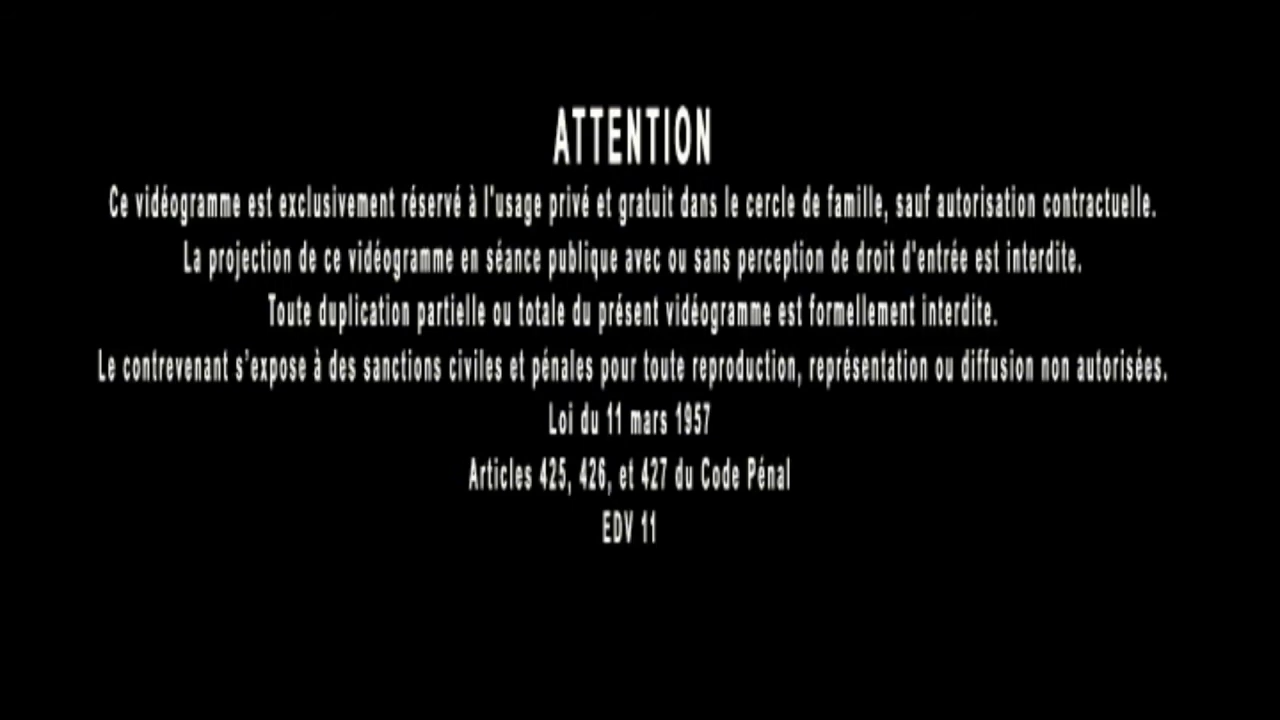 ATTENTION
Ce vidéogramme est exclusivement réservé à l'usage privé et gratuit dans le cercle de famille, sauf autorisation contractuelle.
La projection de ce vidéogramme en séance publique avec ou sans perception de droit d'entrée est interdite.
Toute duplication partielle ou totale du présent vidéogramme est formellement interdite.
Le contrevenant s'expose à des sanctions civiles et pénales pour toute reproduction, représentation ou diffusion non autorisées.
Loi du 11 mars 1957
Articles 425, 426, et 427 du Code Pénal
EDV 11